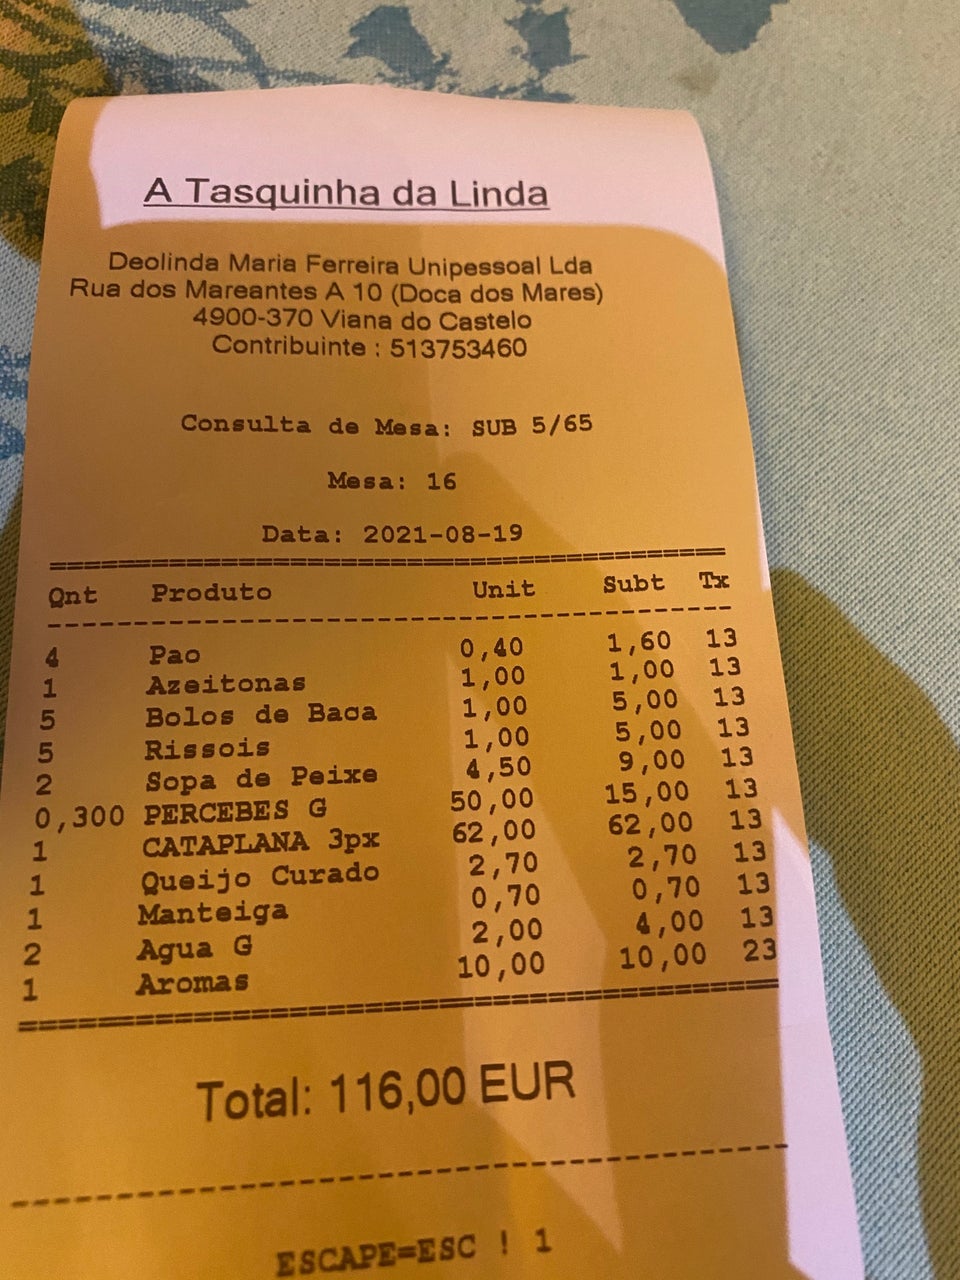 A Tasquinha da Linda
Deolinda Maria Ferreira Unipessoal Lda
Rua dos Mareantes A 10 (Doca dos Mares)
4900-370 Viana do Castelo
Contribuinte : 513753460
Consulta de Mesa: SUB 5/65
Mesa: 16
Data: 2021-08-19
Qnt Produto Unit Subt Tx
4 Pao 0,40 1,60 13
1 Azeitonas 1,00 1,00 13
5 Bolos de Baca 1,00 5,00 13
5 Rissois 1,00 5,00 13
2 Sopa de Peixe 4,50 9,00 13
0,300 PERCEBES G 50,00 15,00 13
1 CATAPLANA 3px 62,00 62,00 13
1 Queijo Curado 2,70 2,70 13
1 Manteiga 0,70 0,70 13
2 Agua G 2,00 4,00 13
1 Aromas 10,00 10,00 23
Total: 116,00 EUR
ESCAPE=ESC ! 1